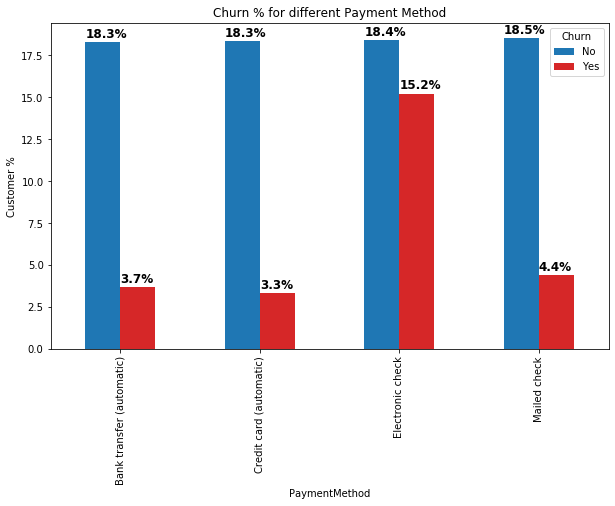 Churn % for different Payment Method
Customer %
17.5
15.0
12.5
10.0
7.5
5.0
2.5
0.0
18.3%
3.7%
18.3%
3.3%
18.4%
15.2%
18.5%
4.4%
Churn
No
Yes
Bank transfer (automatic)
Credit card (automatic)
Electronic check
Mailed check
PaymentMethod